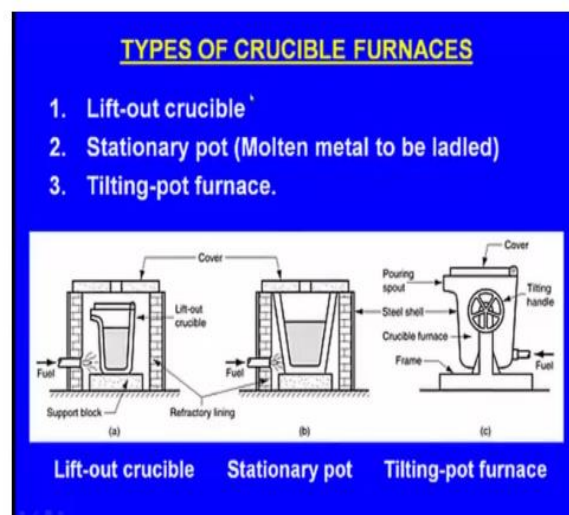 TYPES OF CRUCIBLE FURNACES
1. Lift-out crucible
2. Stationary pot (Molten metal to be ladled)
3. Tilting-pot furnace.
Cover
Lift-out
crucible
Fuel
Support block
Refractory lining
(a)
Steel shell
Fuel
(b)
Cover
Pouring
spout
Tilting
handle
Crucible furnace
Frame
Fuel
(c)
Lift-out crucible Stationary pot Tilting-pot furnace